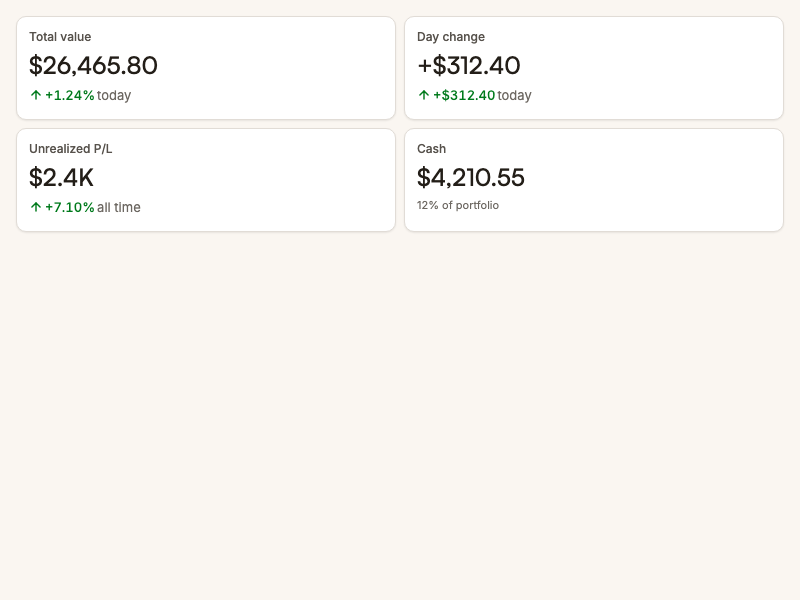 Total value
$26,465.80
↑ +1.24% today
Day change
+$312.40
↑ +$312.40 today
Unrealized P/L
$2.4K
↑ +7.10% all time
Cash
$4,210.55
12% of portfolio